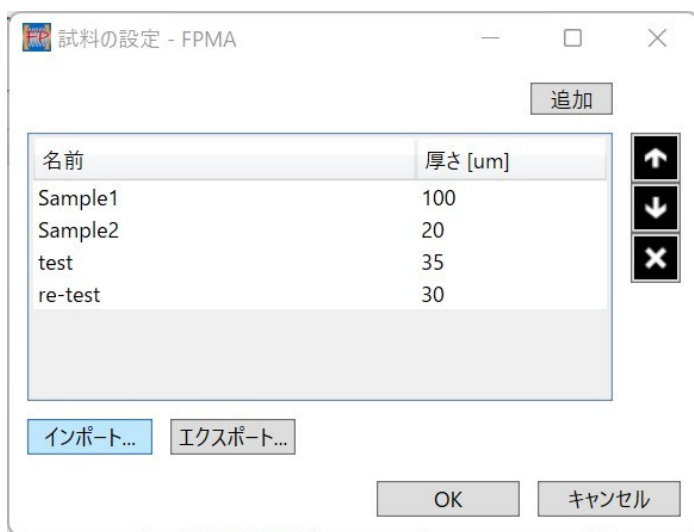 FP 試料の設定 - FPMA
追加
名前 厚さ [um]
Sample1 100
Sample2 20
test 35
re-test 30
インポート... エクスポート...
OK キャンセル